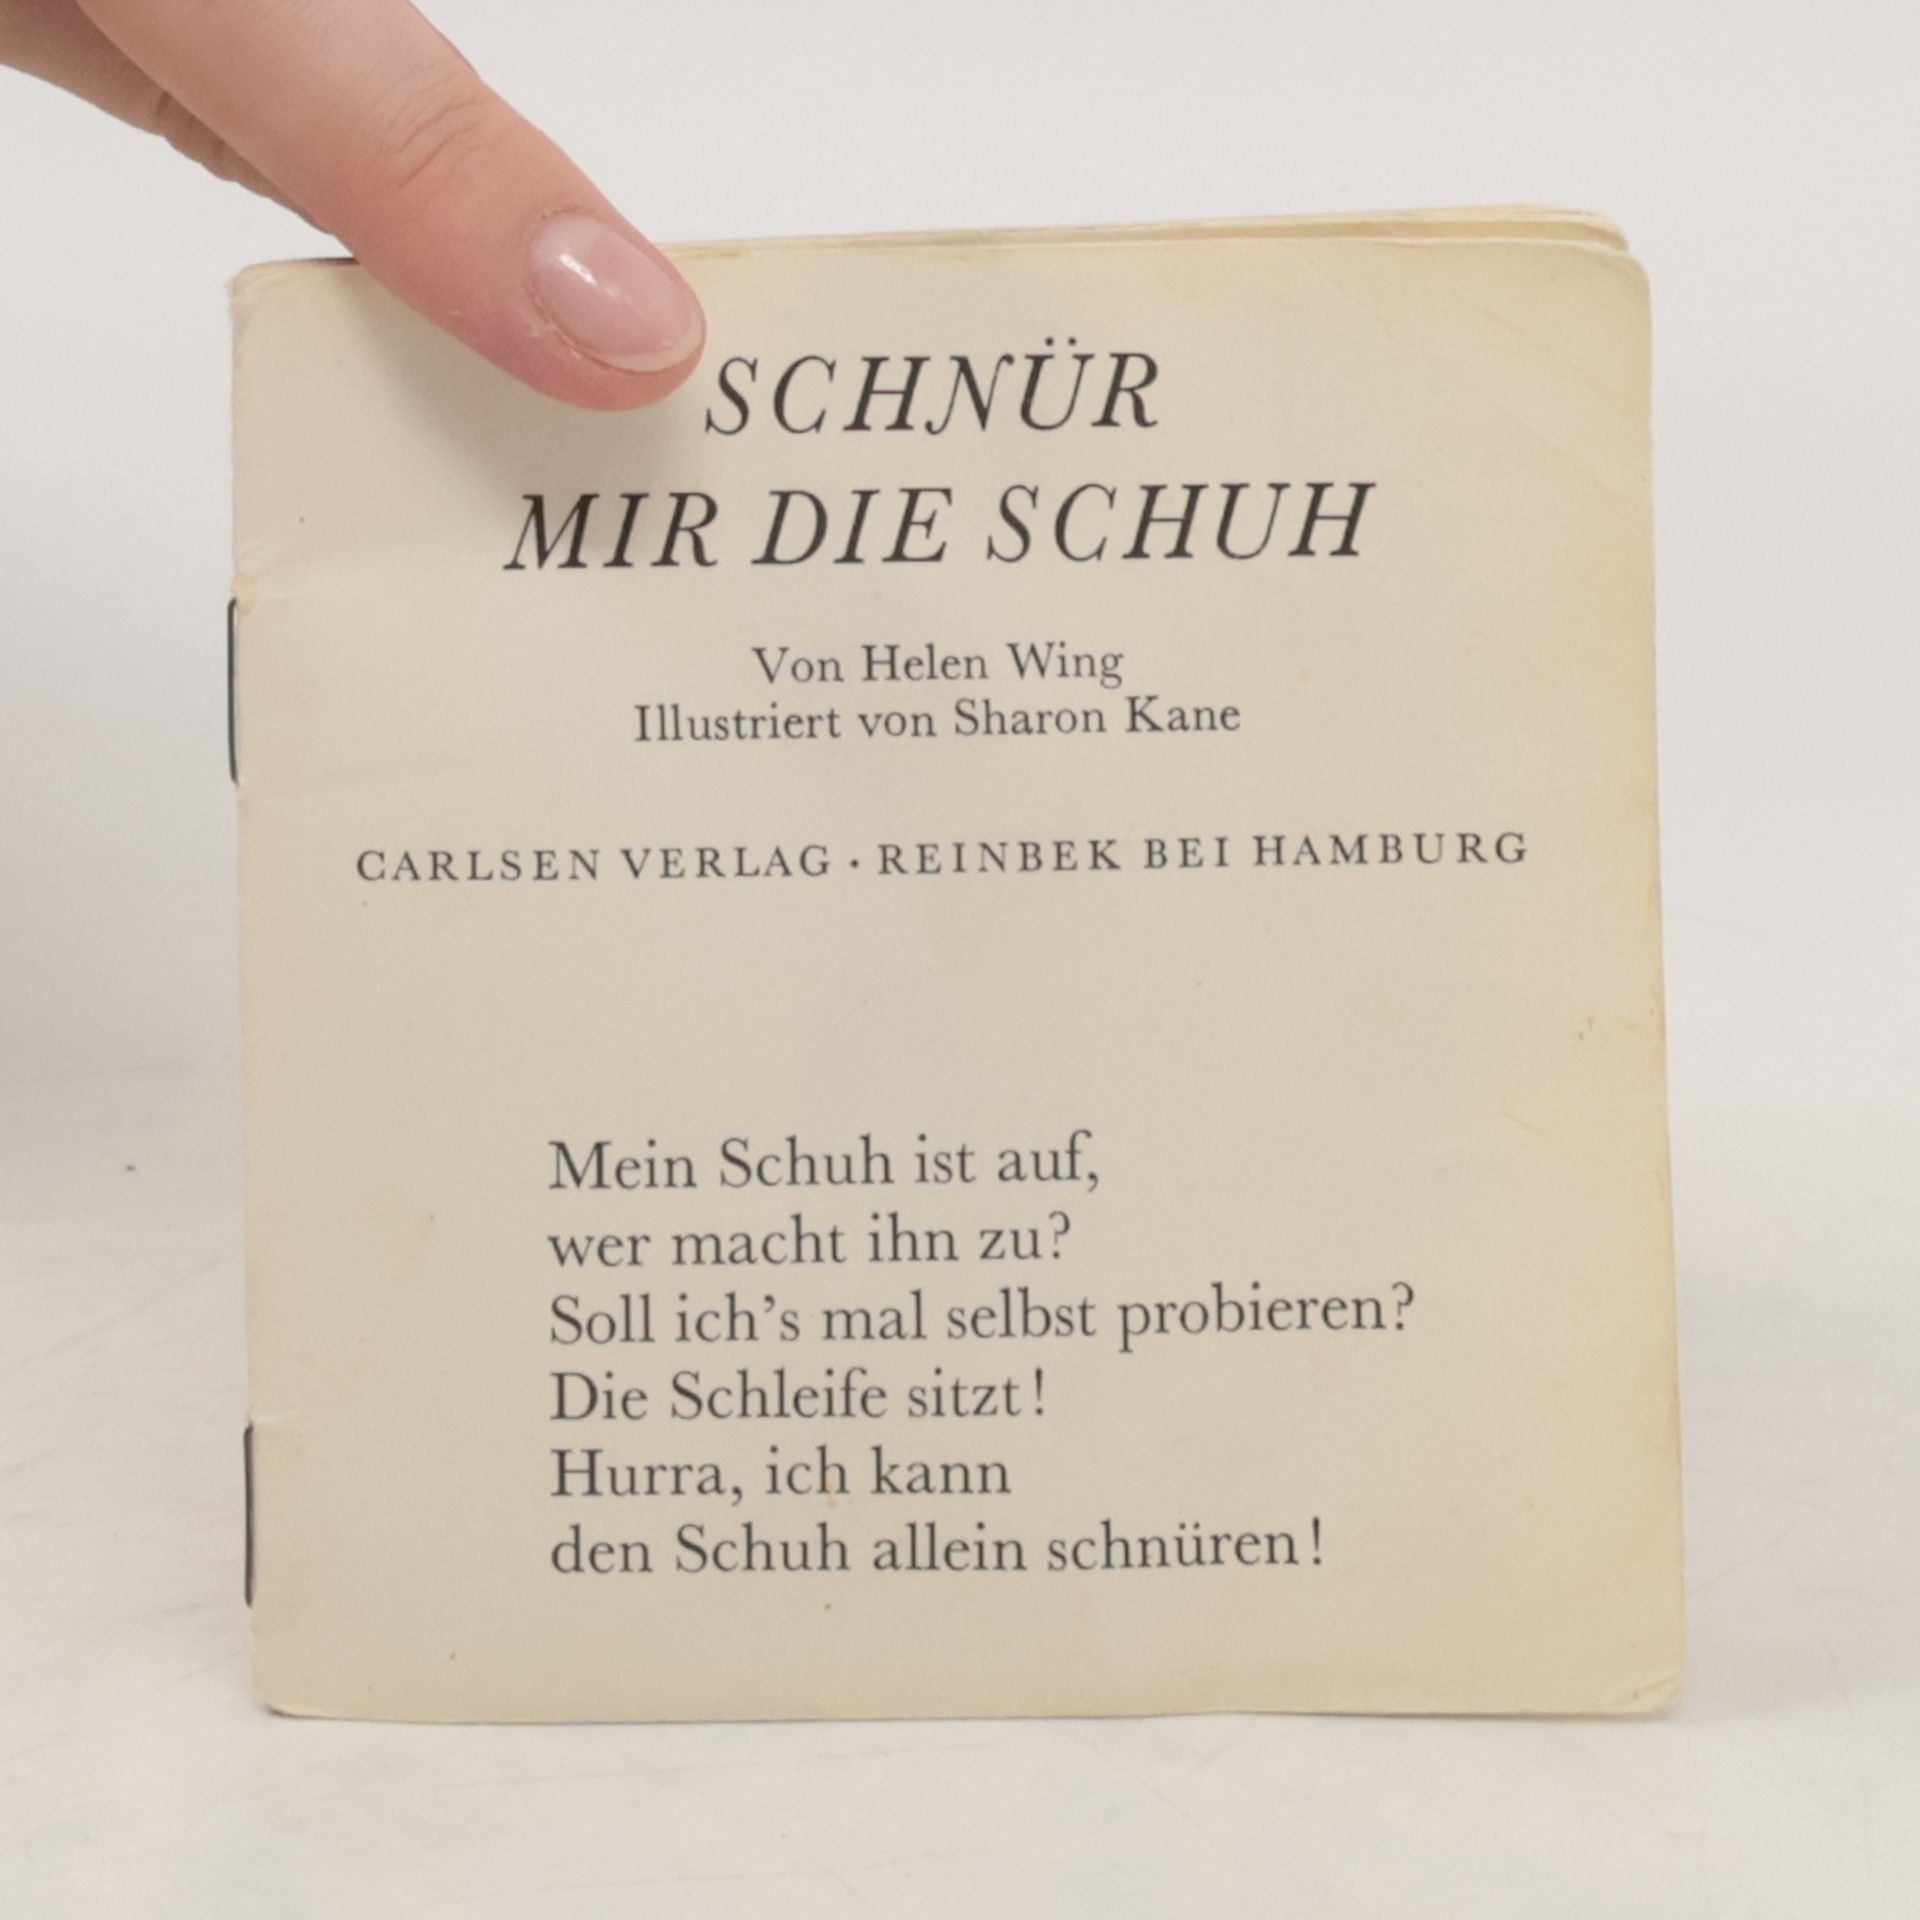 SCHNÜR
MIR DIE SCHUH
Von Helen Wing
Illustriert von Sharon Kane
CARLSEN VERLAG · REINBEK BEI HAMBURG
Mein Schuh ist auf,
wer macht ihn zu?
Soll ich’s mal selbst probieren?
Die Schleife sitzt!
Hurra, ich kann
den Schuh allein schnüren!